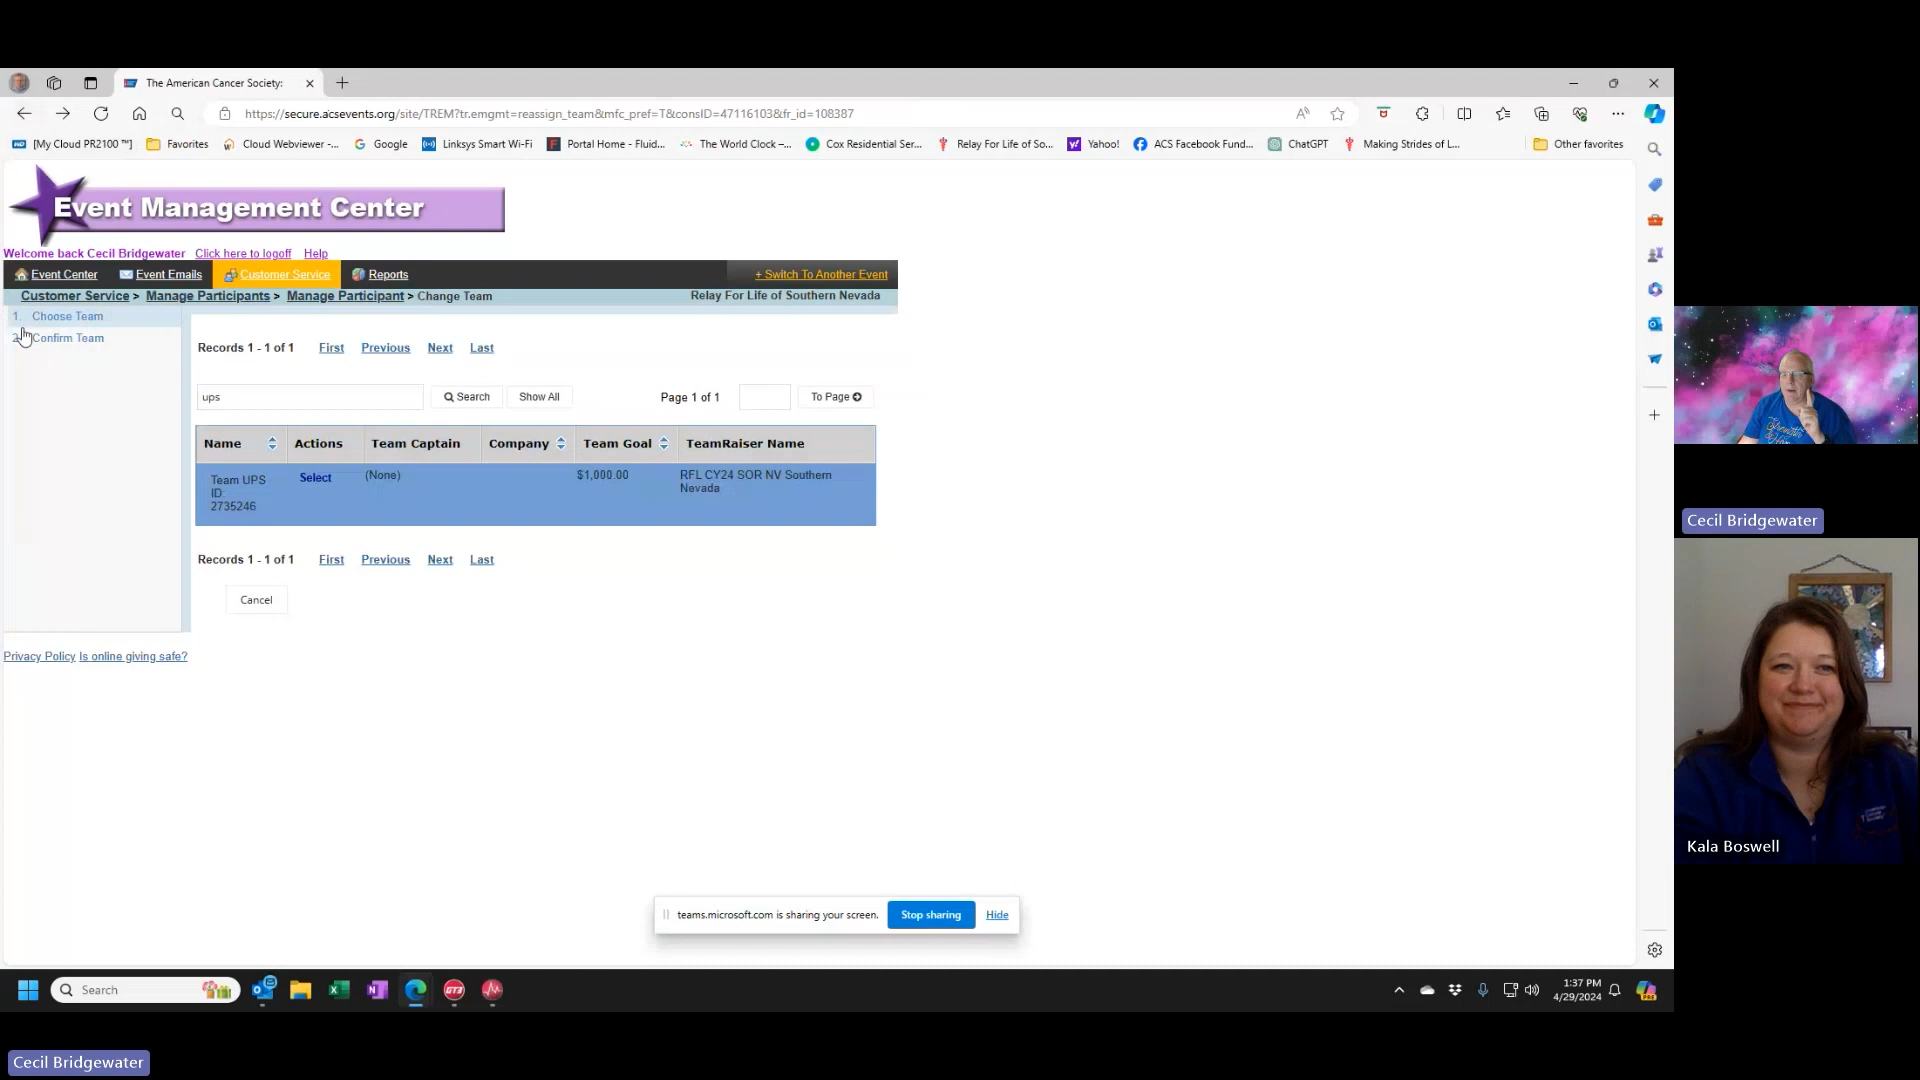 The American Cancer Society:
https://secure.acsevents.org/site/TREM?tr.emgmt=reassign_team&mfc_pref=T&consID=47116103&fr_id=108387
[My Cloud PR2100 ™] Favorites Cloud Webviewer -... Google Linksys Smart Wi-Fi Portal Home - Fluid... The World Clock —... Cox Residential Ser... Relay For Life of So... Yahoo! ACS Facebook Fund... ChatGPT Making Strides of L... Other favorites
Event Management Center
Welcome back Cecil Bridgewater Click here to logoff Help
Event Center Event Emails Customer Service Reports + Switch To Another Event
Customer Service > Manage Participants > Manage Participant > Change Team Relay For Life of Southern Nevada
1. Choose Team
2. Confirm Team
Records 1 - 1 of 1 First Previous Next Last
ups Search Show All Page 1 of 1 To Page
Name Actions Team Captain Company Team Goal TeamRaiser Name
Team UPS
ID:
2735246
Select
(None)
$1,000.00
RFL CY24 SOR NV Southern
Nevada
Records 1 - 1 of 1 First Previous Next Last
Cancel
Privacy Policy Is online giving safe?
teams.microsoft.com is sharing your screen. Stop sharing Hide
Search
1:37 PM
4/29/2024
Cecil Bridgewater
Kala Boswell
Cecil Bridgewater